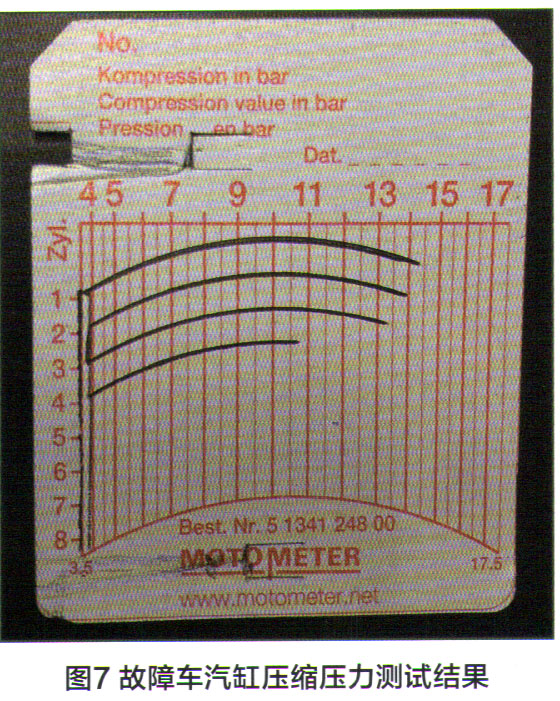 No.
Kompression in bar
Compression value in bar
Pression en bar
Dat.
4 5 7 9 11 13 15 17
Zyl.
1
2
3
4
5
6
7
8
3.5
17.5
Best. Nr. 5 1341 248 00
MOTOMETER
www.motometer.net
图7 故障车汽缸压缩压力测试结果